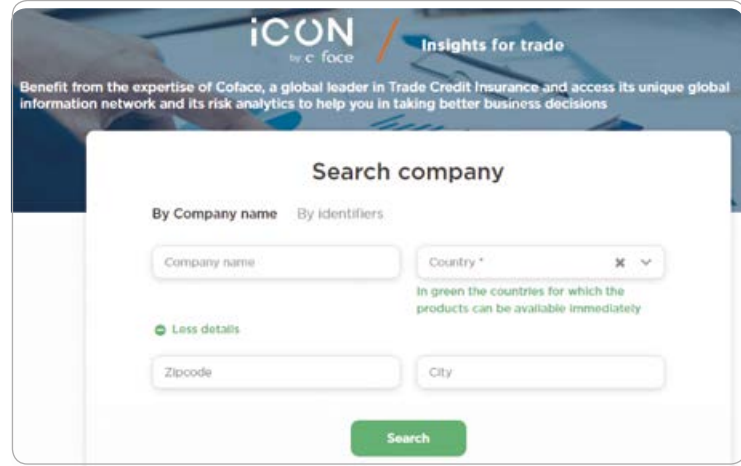 iCON
by c face
Insights for trade
Benefit from the expertise of Coface, a global leader in Trade Credit Insurance and access its unique global
information network and its risk analytics to help you in taking better business decisions
Search company
By Company name By identifiers
Company name
Country *
In green the countries for which the
products can be available immediately
Less details
Zipcode
City
Search